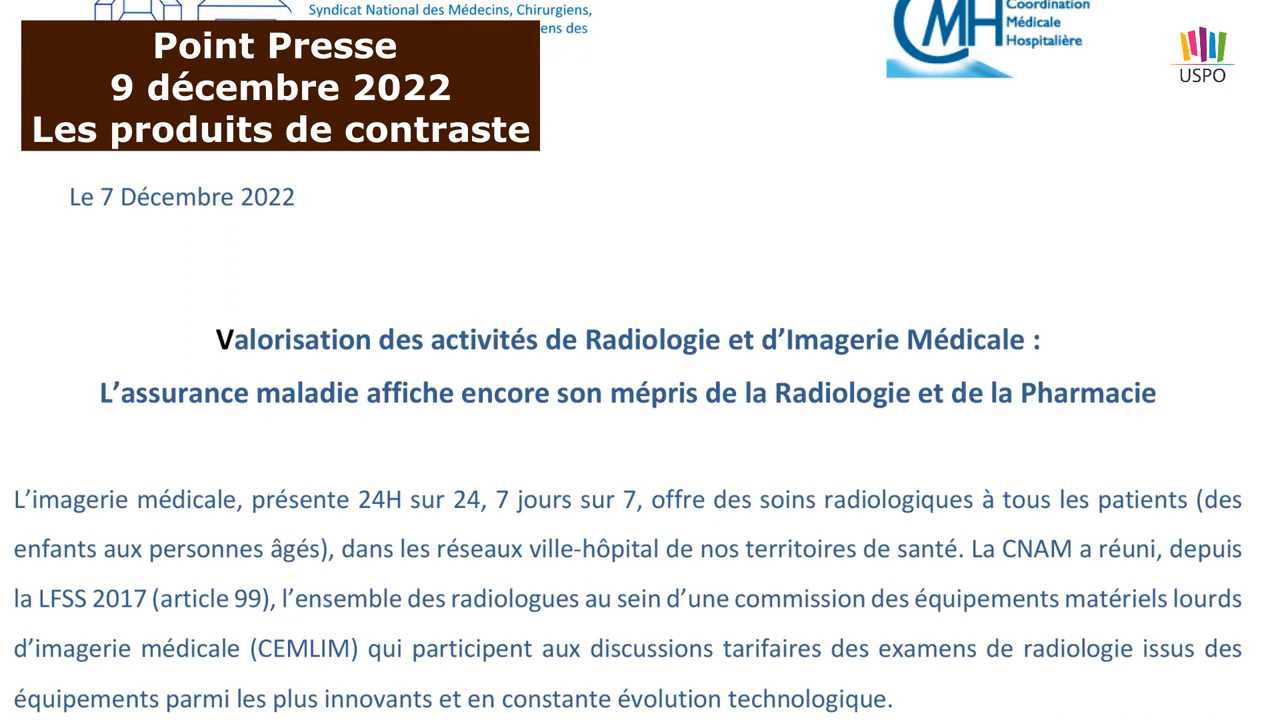 Syndicat National des Médecins, Chirurgiens,
ens des
Coordination
Médicale
Hospitalière
CMH
USPO
Point Presse
9 décembre 2022
Les produits de contraste
Le 7 Décembre 2022
Valorisation des activités de Radiologie et d’Imagerie Médicale :
L’assurance maladie affiche encore son mépris de la Radiologie et de la Pharmacie
L’imagerie médicale, présente 24H sur 24, 7 jours sur 7, offre des soins radiologiques à tous les patients (des
enfants aux personnes âgés), dans les réseaux ville-hôpital de nos territoires de santé. La CNAM a réuni, depuis
la LFSS 2017 (article 99), l’ensemble des radiologues au sein d’une commission des équipements matériels lourds
d’imagerie médicale (CEMLIM) qui participent aux discussions tarifaires des examens de radiologie issus des
équipements parmi les plus innovants et en constante évolution technologique.